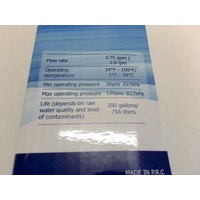 Flow rate 0.75 gpm /
2.8 lpm
Operating 34°F - 100°F/
temperature 1°C - 38°C
Min operating pressure 30psi/ 207kPa
Max operating pressure 120psi/ 827kPa
Life (depends on raw 200 gallons/
water quality and level 756 liters
of contaminants)
MADE IN P.R.C